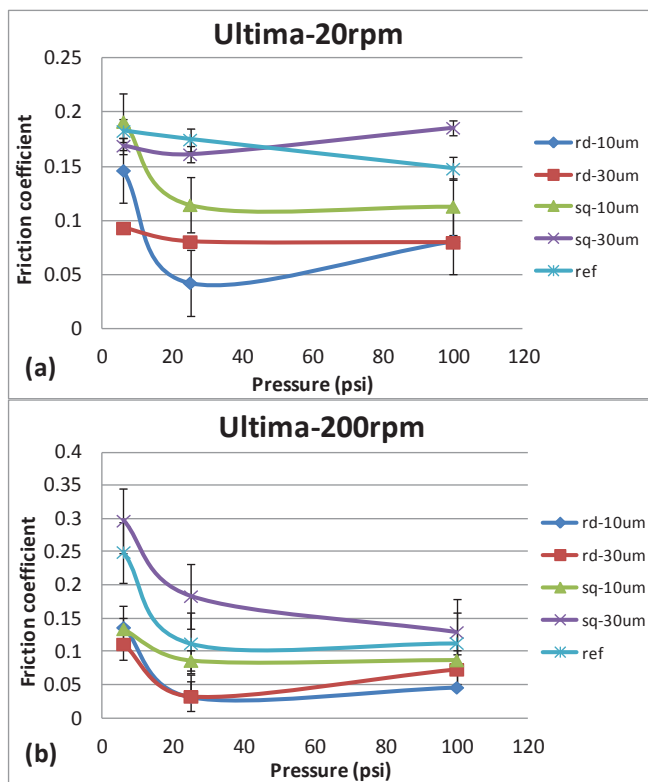 Ultima-20rpm
0.25
0.2
0.15
0.1
0.05
0
Friction coefficient
0 20 40 60 80 100 120
Pressure (psi)
(a)
rd-10um
rd-30um
sq-10um
sq-30um
ref
Ultima-200rpm
0.4
0.35
0.3
0.25
0.2
0.15
0.1
0.05
0
Friction coefficient
0 20 40 60 80 100 120
Pressure (psi)
(b)
rd-10um
rd-30um
sq-10um
sq-30um
ref